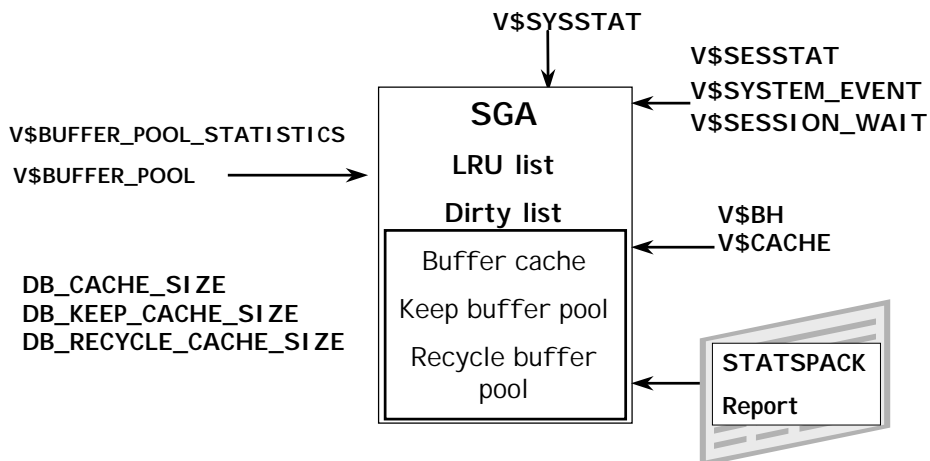 V$SYSSTAT
V$SESSTAT
V$SYSTEM_EVENT
V$SESSION_WAIT
V$BUFFER_POOL_STATISTICS
V$BUFFER_POOL
SGA
LRU list
Dirty list
Buffer cache
Keep buffer pool
Recycle buffer
pool
V$BH
V$CACHE
DB_CACHE_SIZE
DB_KEEP_CACHE_SIZE
DB_RECYCLE_CACHE_SIZE
STATSPACK
Report